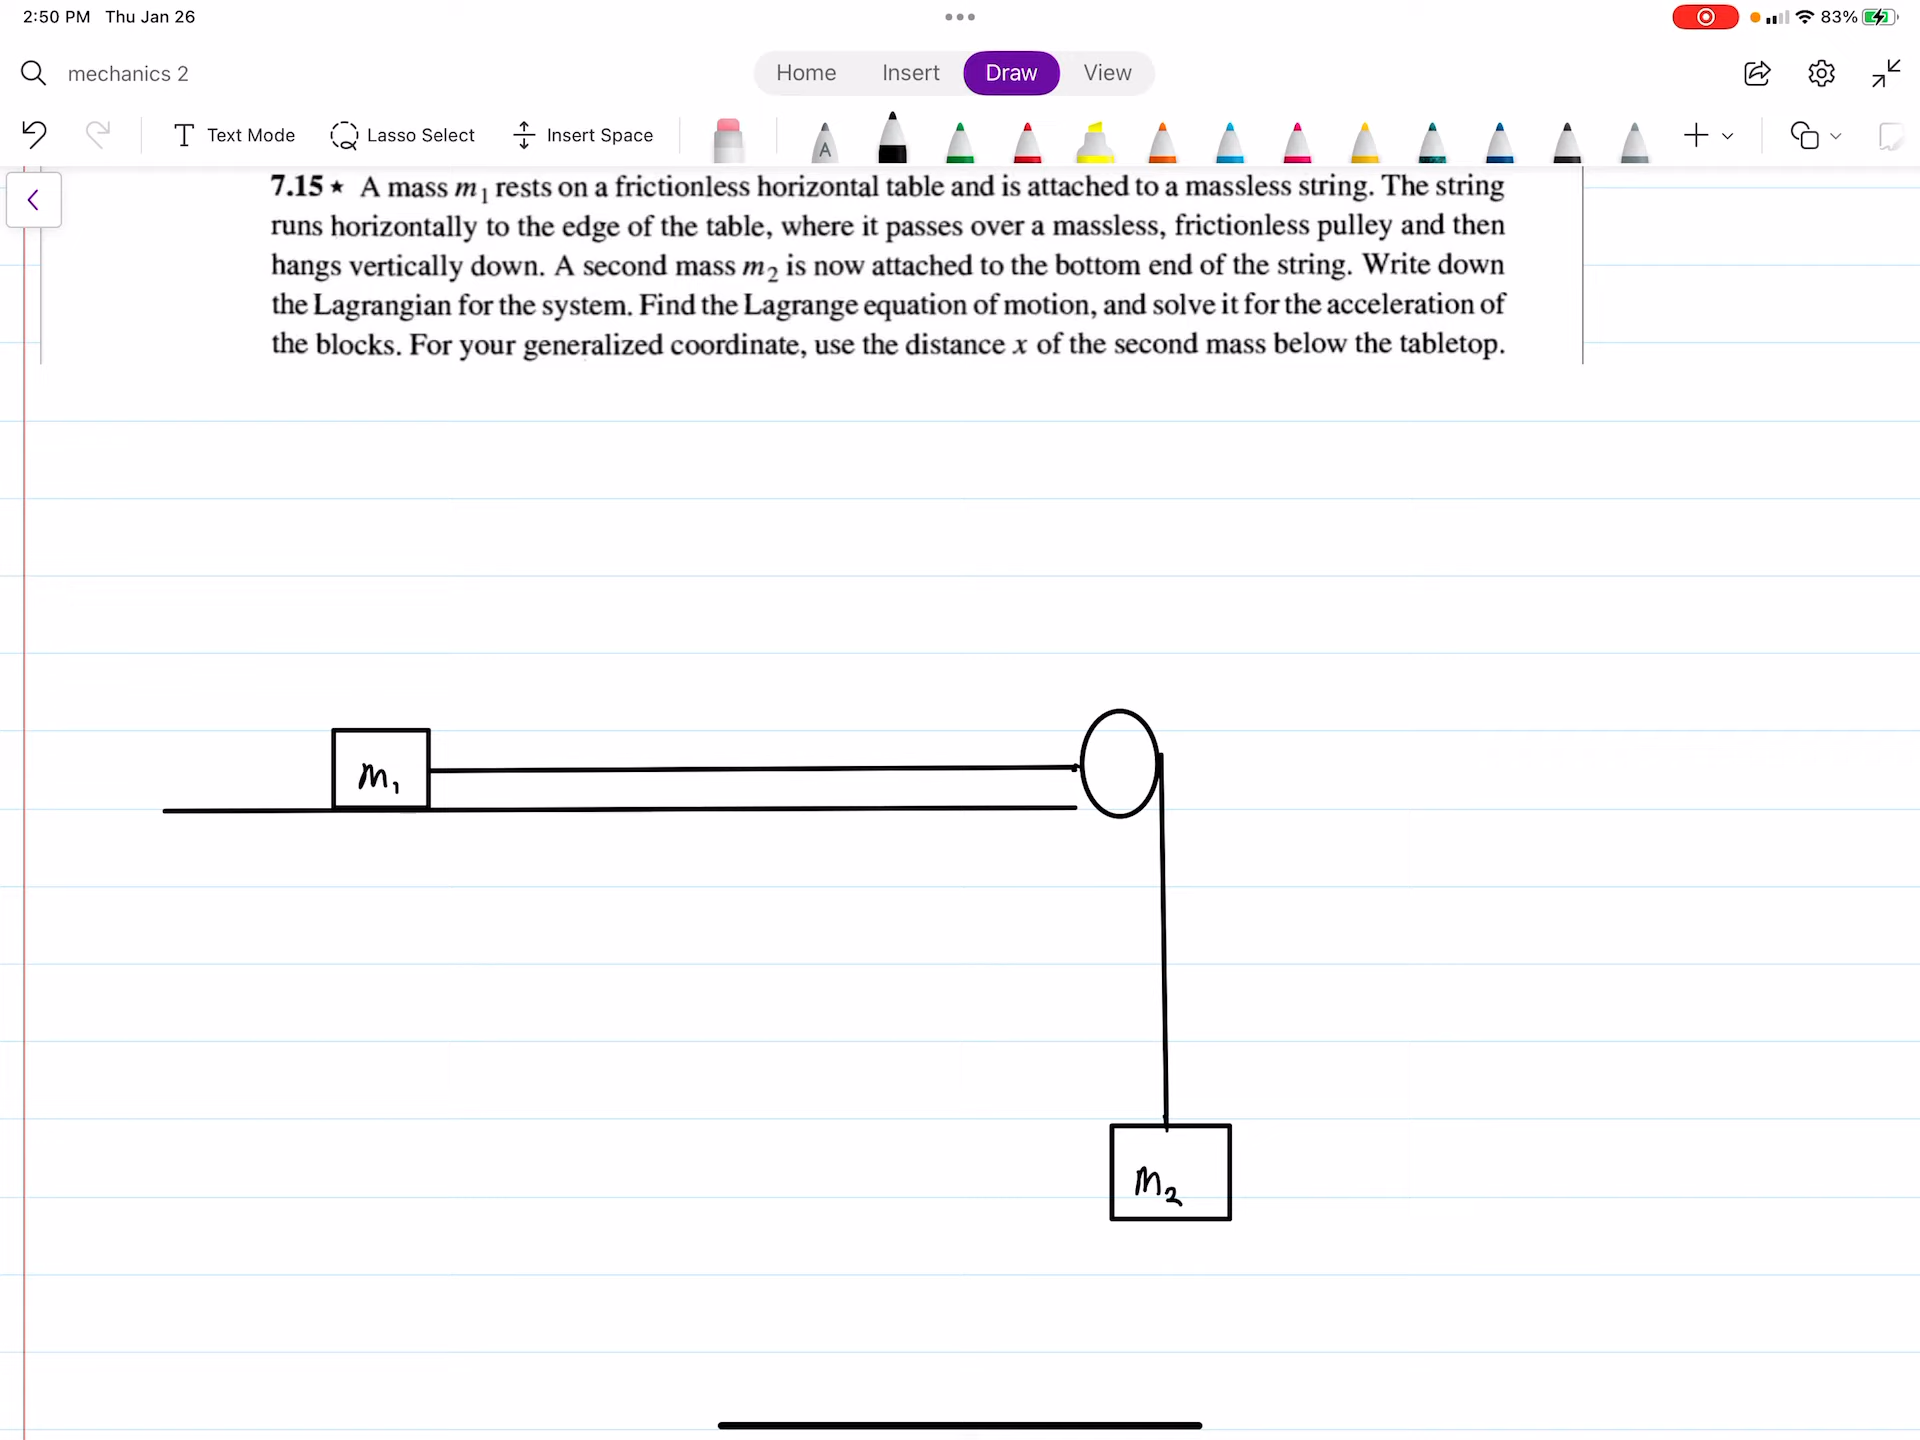 2:50 PM Thu Jan 26
83%
mechanics 2
Home Insert Draw View
Text Mode Lasso Select Insert Space
A
7.15 ⋆ A mass m₁ rests on a frictionless horizontal table and is attached to a massless string. The string
runs horizontally to the edge of the table, where it passes over a massless, frictionless pulley and then
hangs vertically down. A second mass m₂ is now attached to the bottom end of the string. Write down
the Lagrangian for the system. Find the Lagrange equation of motion, and solve it for the acceleration of
the blocks. For your generalized coordinate, use the distance x of the second mass below the tabletop.
m₁
m₂